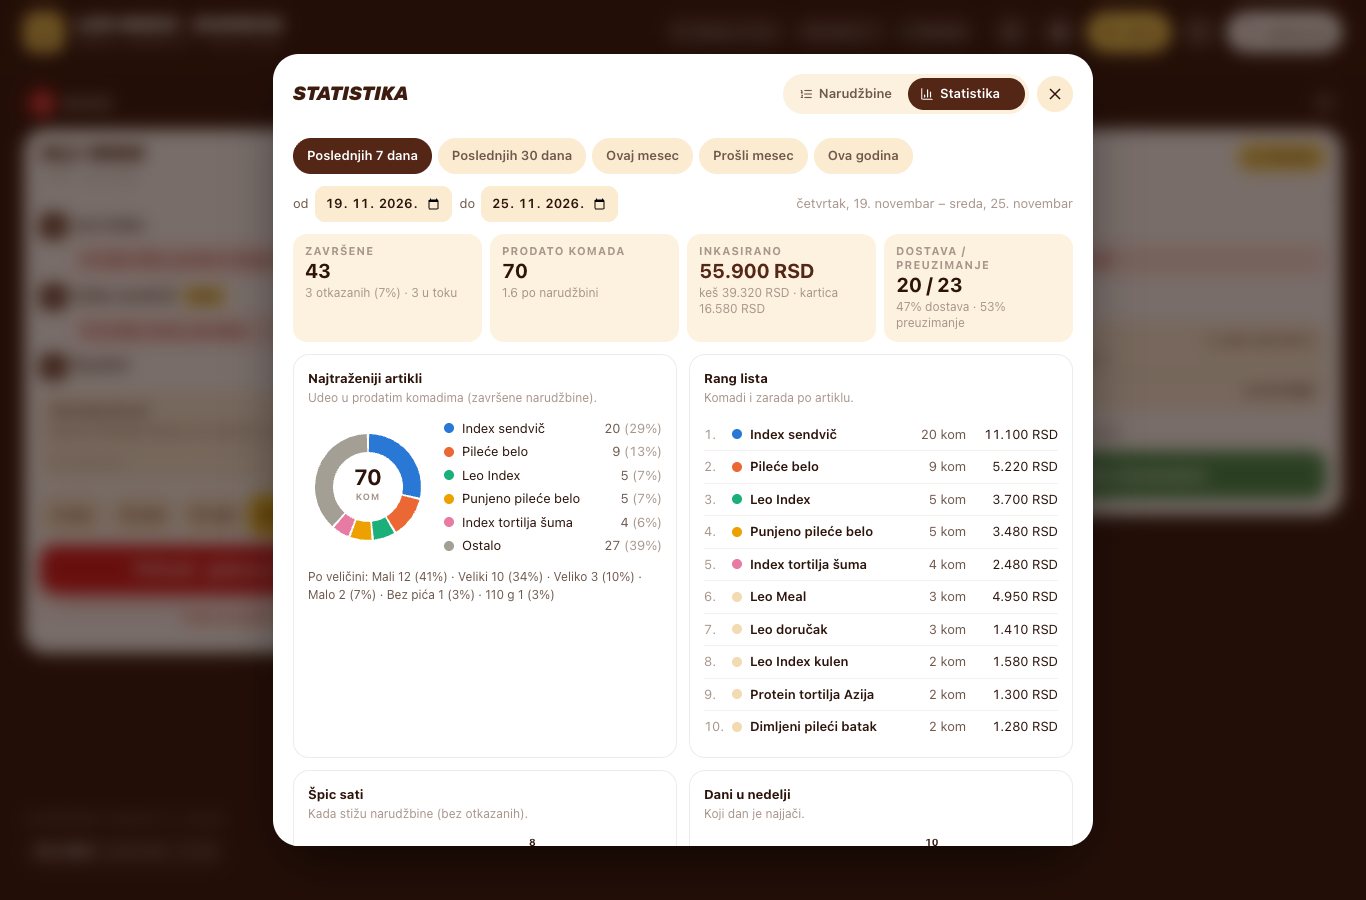 STATISTIKA
Narudžbine
Statistika
Poslednjih 7 dana
Poslednjih 30 dana
Ovaj mesec
Prošli mesec
Ova godina
od 19. 11. 2026. do 25. 11. 2026.
četvrtak, 19. novembar – sreda, 25. novembar
ZAVRŠENE
43
3 otkazanih (7%) · 3 u toku
PRODATO KOMADA
70
1.6 po narudžbini
INKASIRANO
55.900 RSD
keš 39.320 RSD · kartica
16.580 RSD
DOSTAVA /
PREUZIMANJE
20 / 23
47% dostava · 53%
preuzimanje
Najtraženiji artikli
Udeo u prodatim komadima (završene narudžbine).
70
KOM
Index sendvič 20 (29%)
Pileće belo 9 (13%)
Leo Index 5 (7%)
Punjeno pileće belo 5 (7%)
Index tortilja šuma 4 (6%)
Ostalo 27 (39%)
Po veličini: Mali 12 (41%) · Veliki 10 (34%) · Veliko 3 (10%) ·
Malo 2 (7%) · Bez pića 1 (3%) · 110 g 1 (3%)
Rang lista
Komadi i zarada po artiklu.
1. Index sendvič 20 kom 11.100 RSD
2. Pileće belo 9 kom 5.220 RSD
3. Leo Index 5 kom 3.700 RSD
4. Punjeno pileće belo 5 kom 3.480 RSD
5. Index tortilja šuma 4 kom 2.480 RSD
6. Leo Meal 3 kom 4.950 RSD
7. Leo doručak 3 kom 1.410 RSD
8. Leo Index kulen 2 kom 1.580 RSD
9. Protein tortilja Azija 2 kom 1.300 RSD
10. Dimljeni pileći batak 2 kom 1.280 RSD
Špic sati
Kada stižu narudžbine (bez otkazanih).
8
Dani u nedelji
Koji dan je najjači.
10